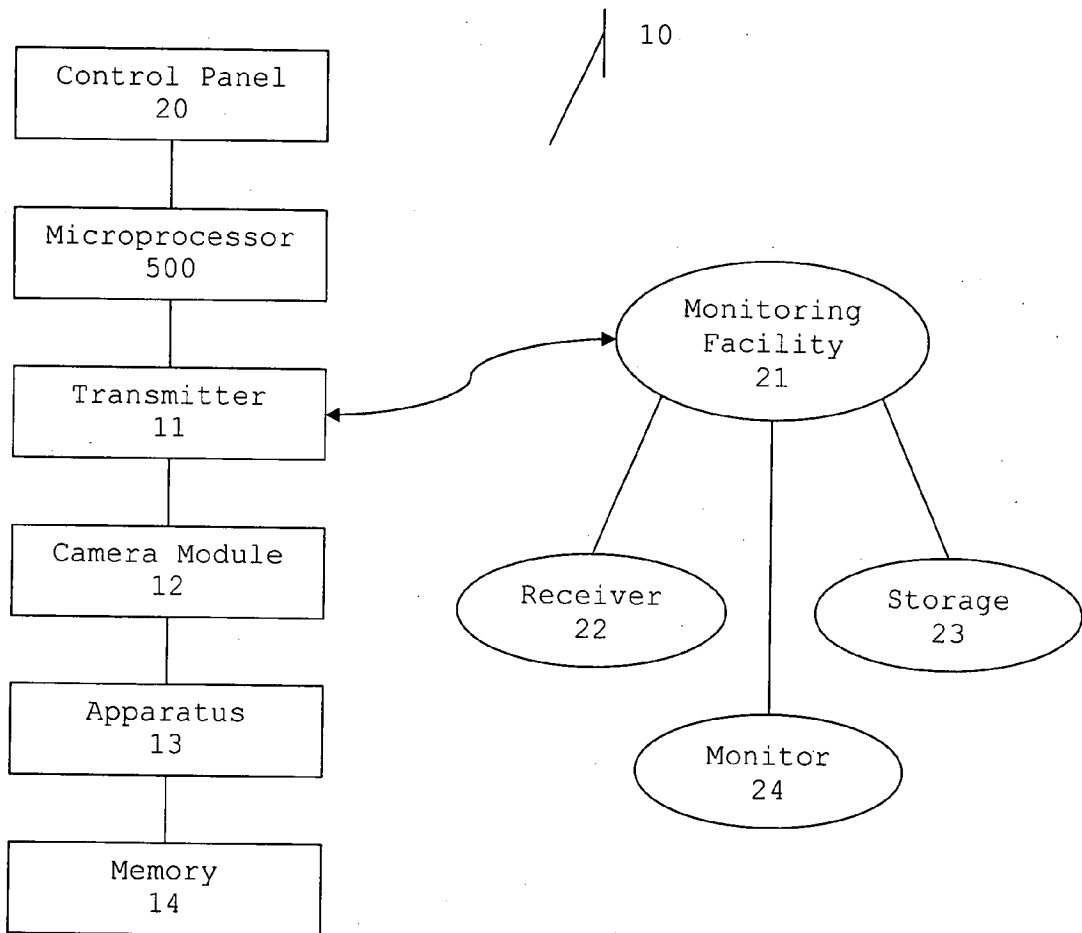 10
Control Panel
20
Microprocessor
500
Transmitter
11
Camera Module
12
Apparatus
13
Memory
14
Monitoring
Facility
21
Receiver
22
Storage
23
Monitor
24